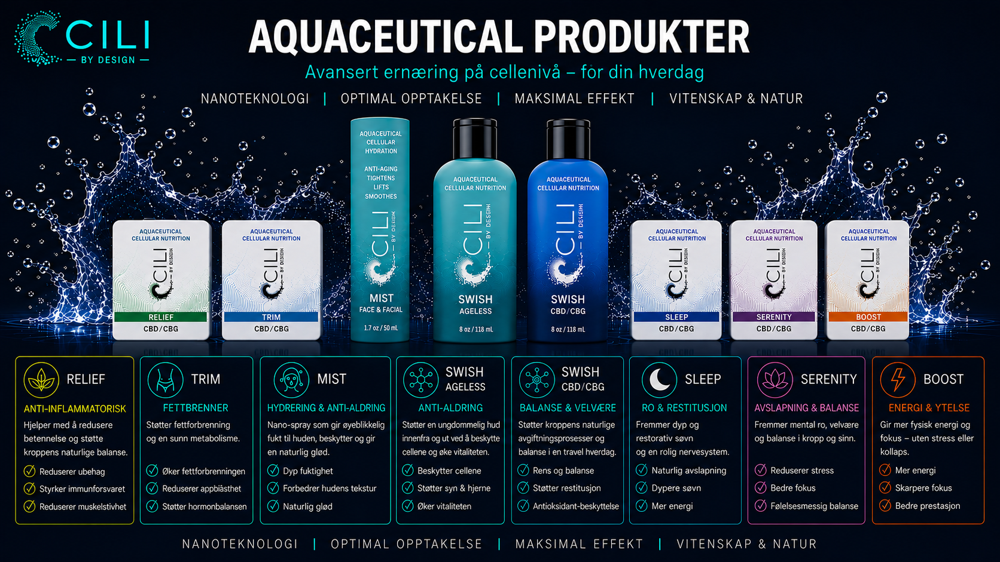 CILI
— BY DESIGN —
AQUACEUTICAL PRODUKTER
Avansert ernæring på cellenivå – for din hverdag
NANOTEKNOLOGI | OPTIMAL OPPTAKELSE | MAKSIMAL EFFEKT | VITENSKAP & NATUR
AQUACEUTICAL
CELLULAR NUTRITION
CILI
— BY DESIGN
RELIEF
CBD/CBG
AQUACEUTICAL
CELLULAR NUTRITION
CILI
— BY DESIGN
TRIM
CBD/CBG
AQUACEUTICAL
CELLULAR
HYDRATION
ANTI-AGING
TIGHTENS
LIFTS
SMOOTHES
CILI
— BY DESIGN
MIST
FACE & FACIAL
1.7 oz / 50 mL
AQUACEUTICAL
CELLULAR NUTRITION
CILI
— BY DESIGN
SWISH
AGELESS
8 oz / 118 mL
AQUACEUTICAL
CELLULAR NUTRITION
CILI
— BY DESIGN
SWISH
CBD/CBG
8 oz / 118 mL
AQUACEUTICAL
CELLULAR NUTRITION
CILI
— BY DESIGN
SLEEP
CBD/CBG
AQUACEUTICAL
CELLULAR NUTRITION
CILI
— BY DESIGN
SERENITY
CBD/CBG
AQUACEUTICAL
CELLULAR NUTRITION
CILI
— BY DESIGN
BOOST
CBD/CBG
RELIEF
ANTI-INFLAMMATORISK
Hjelper med å redusere
betennelse og støtte
kroppens naturlige balanse.
Reduserer ubehag
Styrker immunforsvaret
Reduserer muskelstivhet
TRIM
FETTBRENNER
Støtter fettforbrenning
og en sunn metabolisme.
Øker fettforbrenningen
Reduserer appbiåsthet
Støtter hormonbalansen
MIST
HYDRERING & ANTI-ALDRING
Nano-spray som gir øyeblikkelig
fukt til huden, beskytter og gir
en naturlig glød.
Dyp fuktighet
Forbedrer hudens tekstur
Naturlig glød
SWISH
AGELESS
ANTI-ALDRING
Støtter en ungdommelig hud
innenfra og ut ved å beskytte
cellene og øke vitaliteten.
Beskytter cellene
Støtter syn & hjerne
Øker vitaliteten
SWISH
CBD/CBG
BALANSE & VELVÆRE
Støtter kroppens naturlige
avgiftningsprosesser og
balanse i en travel hverdag.
Rens og balanse
Støtter restitusjon
Antioksidant-beskyttelse
SLEEP
RO & RESTITUSJON
Fremmer dyp og
restorativ søvn
og en rolig nervesystem.
Naturlig avslapning
Dypere søvn
Mer energi
SERENITY
AVSLAPNING & BALANSE
Fremmer mental ro, velvære
og balanse i kropp og sinn.
Reduserer stress
Bedre fokus
Følelsesmessig balanse
BOOST
ENERGI & YTELSE
Gir mer fysisk energi og
fokus – uten stress eller
kollaps.
Mer energi
Skarpere fokus
Bedre prestasjon
NANOTEKNOLOGI | OPTIMAL OPPTAKELSE | MAKSIMAL EFFEKT | VITENSKAP & NATUR